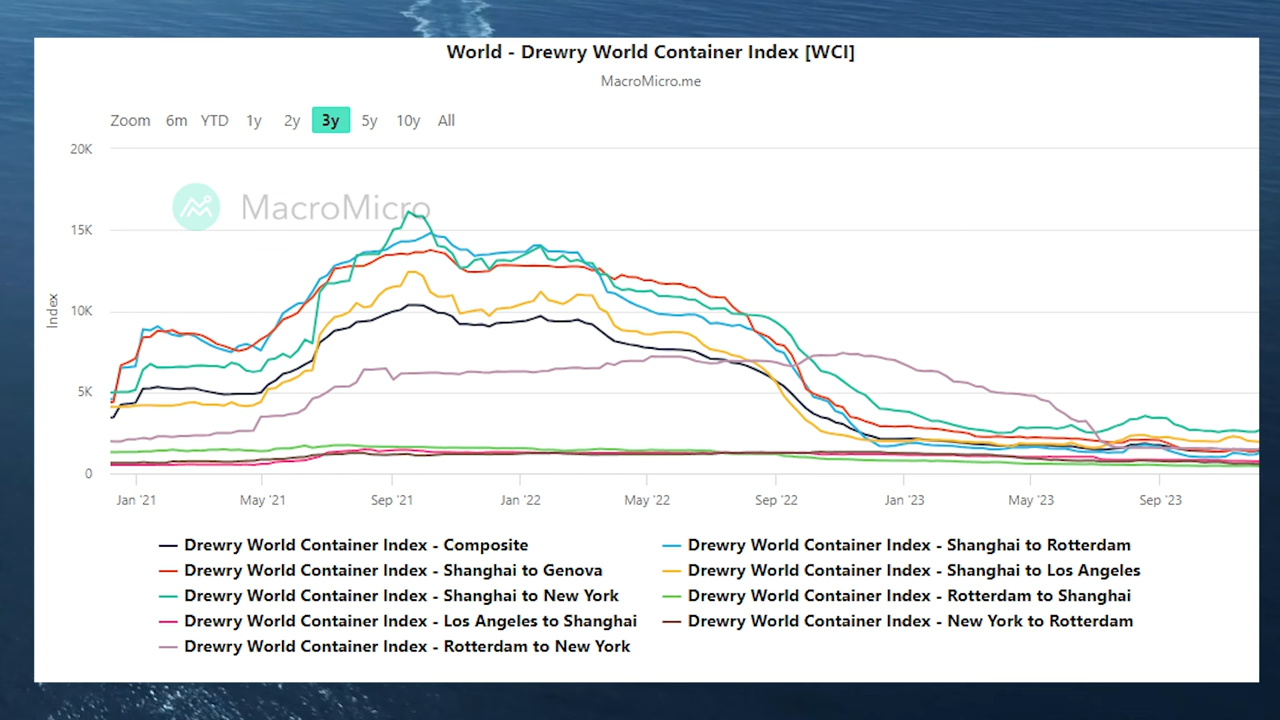 World - Drewry World Container Index [WCI]
MacroMicro.me
Zoom 6m YTD 1y 2y 3y 5y 10y All
20K
MacroMicro
15K
10K
Index
5K
0
Jan '21 May '21 Sep '21 Jan '22 May '22 Sep '22 Jan '23 May '23 Sep '23
Drewry World Container Index - Composite Drewry World Container Index - Shanghai to Rotterdam
Drewry World Container Index - Shanghai to Genova Drewry World Container Index - Shanghai to Los Angeles
Drewry World Container Index - Shanghai to New York Drewry World Container Index - Rotterdam to Shanghai
Drewry World Container Index - Los Angeles to Shanghai Drewry World Container Index - New York to Rotterdam
Drewry World Container Index - Rotterdam to New York